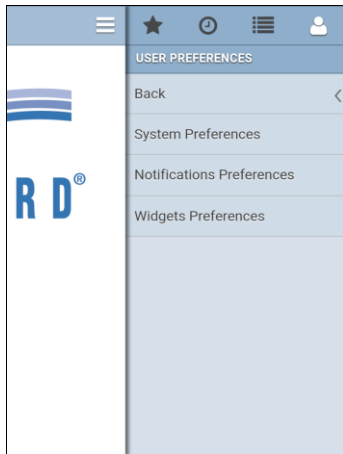 USER PREFERENCES
Back
System Preferences
Notifications Preferences
Widgets Preferences
R D®